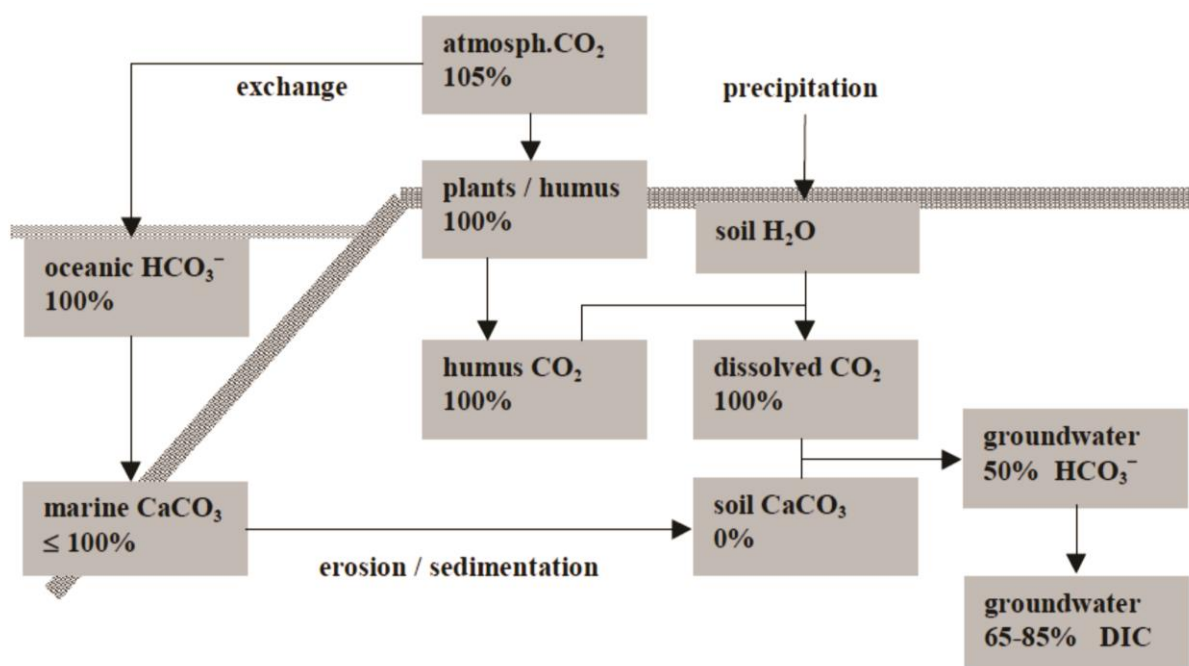 atmosph.CO₂
105%
exchange
precipitation
plants / humus
100%
soil H₂O
oceanic HCO₃⁻
100%
humus CO₂
100%
dissolved CO₂
100%
groundwater
50% HCO₃⁻
marine CaCO₃
≤ 100%
soil CaCO₃
0%
erosion / sedimentation
groundwater
65-85% DIC